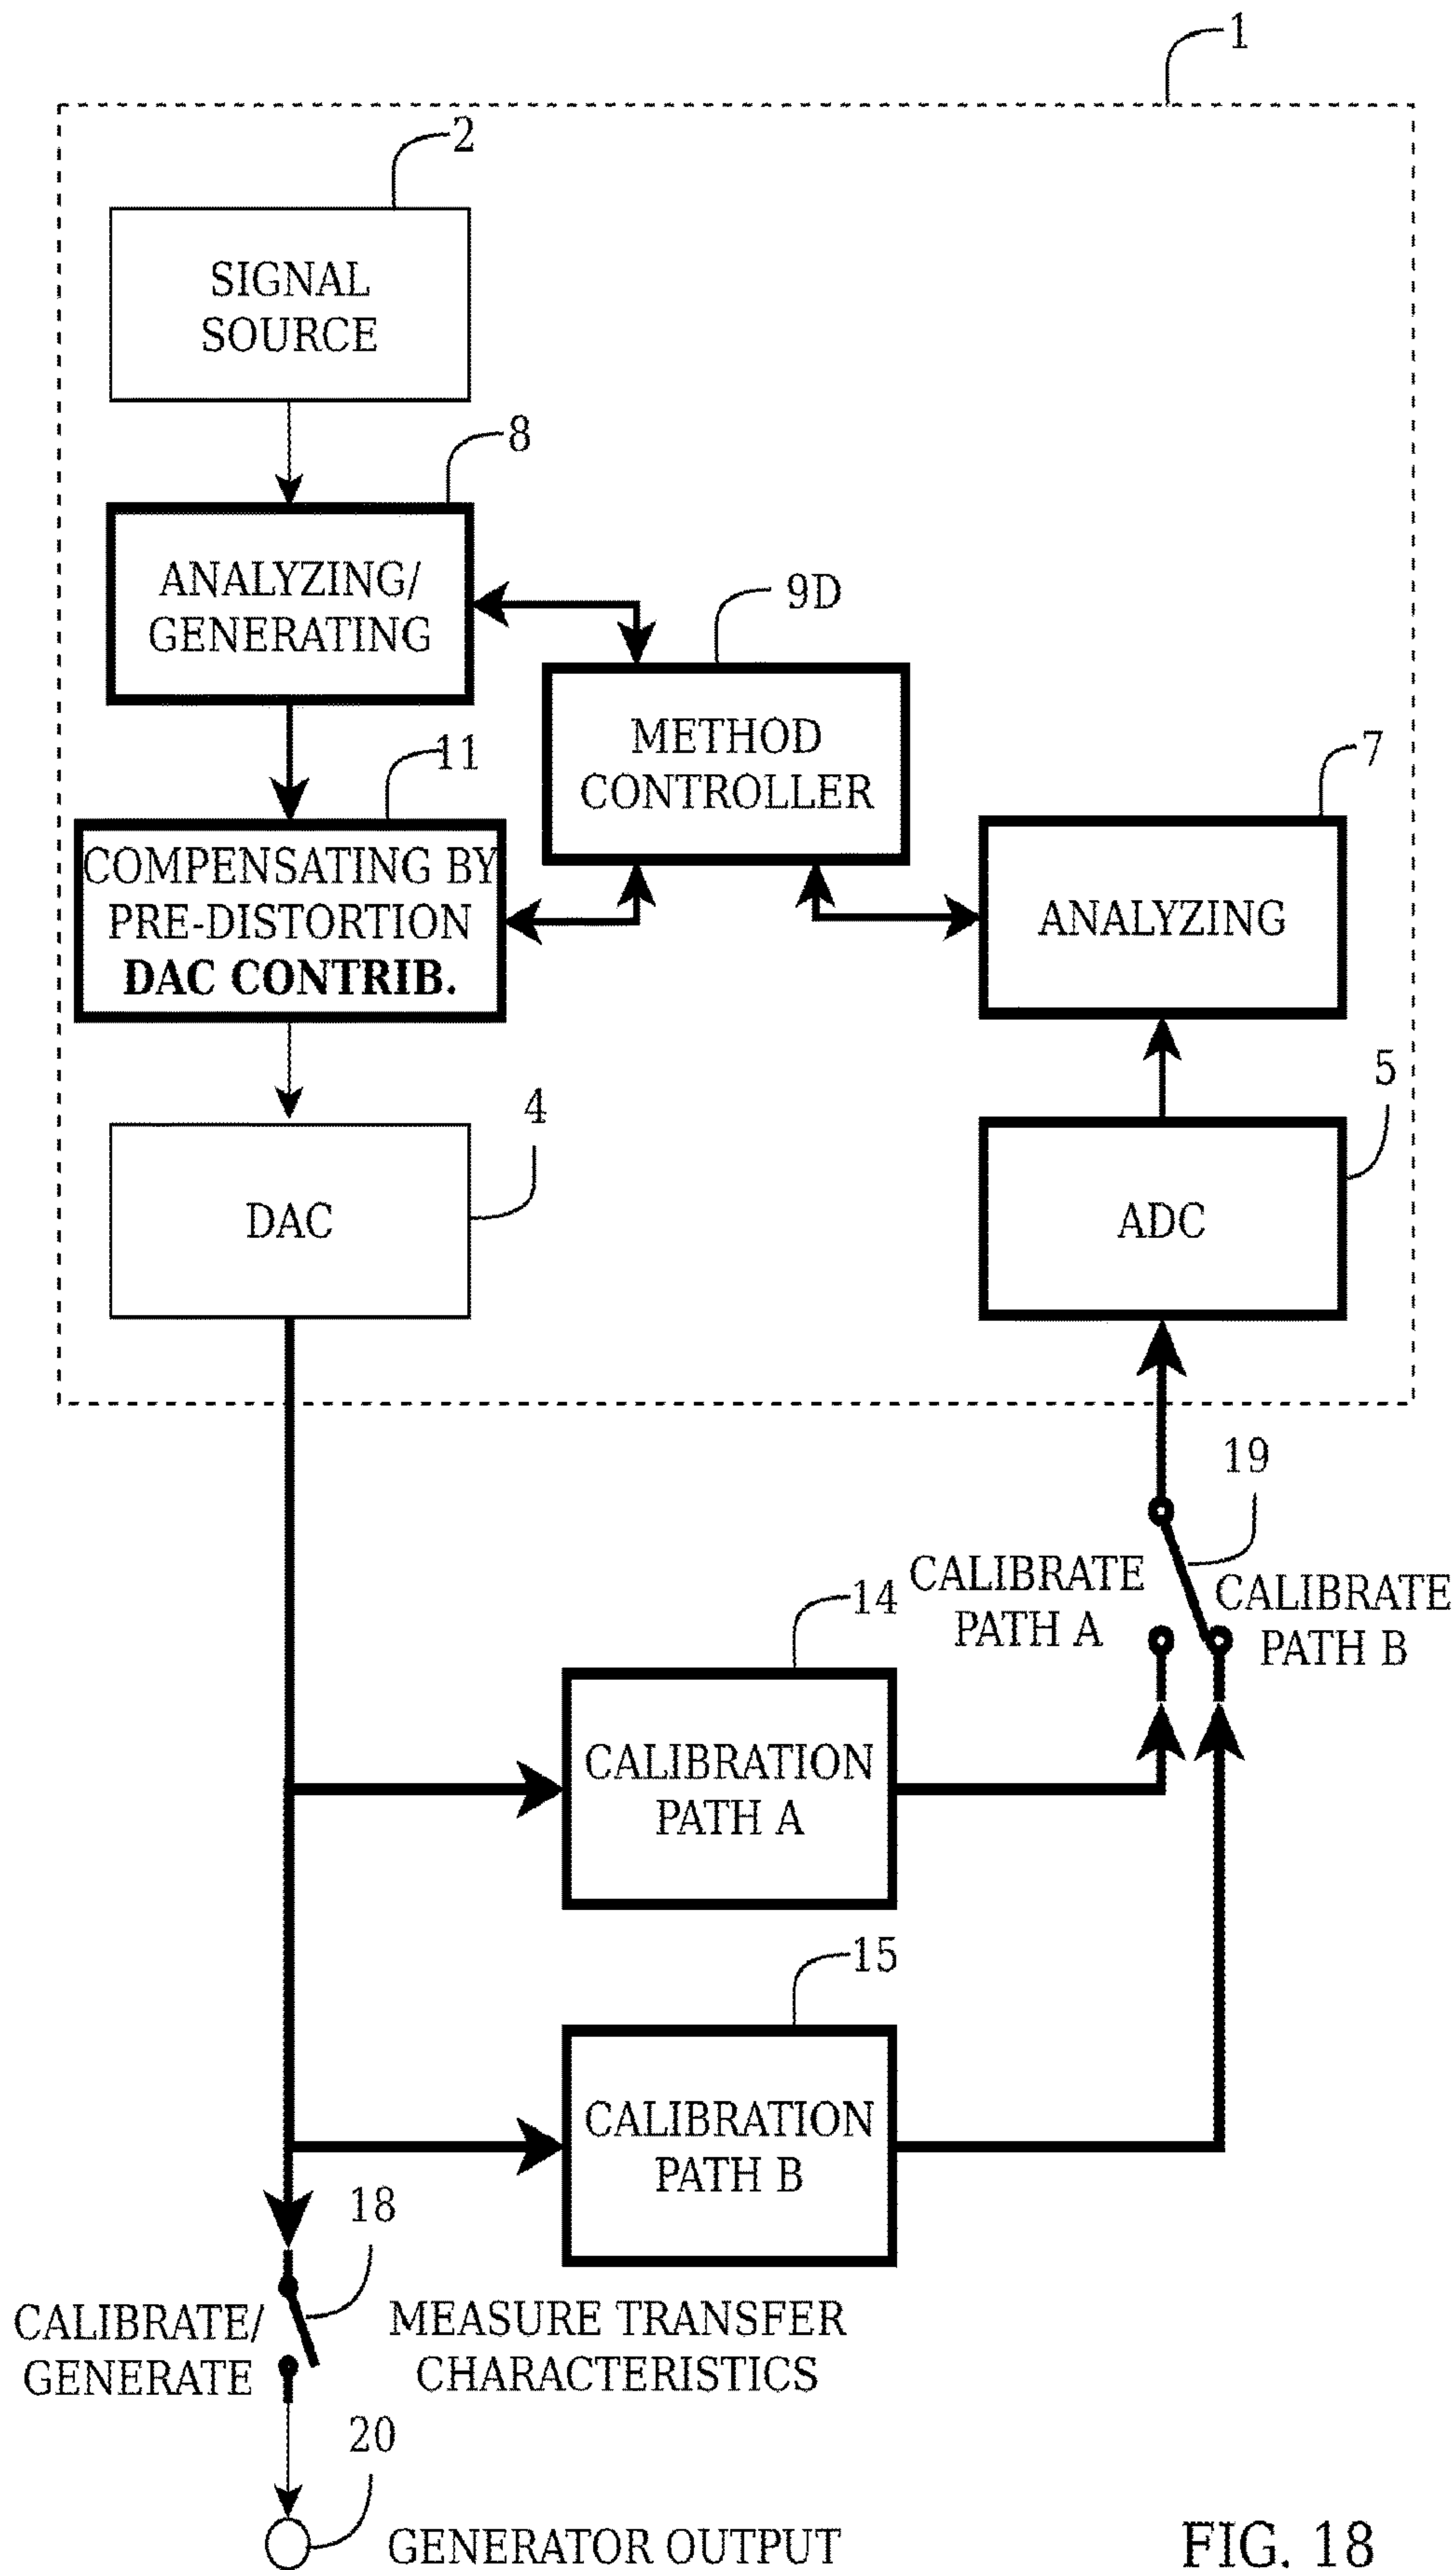 1
2
SIGNAL
SOURCE
8
ANALYZING/
GENERATING
9D
METHOD
CONTROLLER
11
COMPENSATING BY
PRE-DISTORTION
DAC CONTRIB.
7
ANALYZING
4
DAC
5
ADC
19
CALIBRATE
PATH A
CALIBRATE
PATH B
14
CALIBRATION
PATH A
15
CALIBRATION
PATH B
18
CALIBRATE/
GENERATE
MEASURE TRANSFER
CHARACTERISTICS
20
GENERATOR OUTPUT
FIG. 18